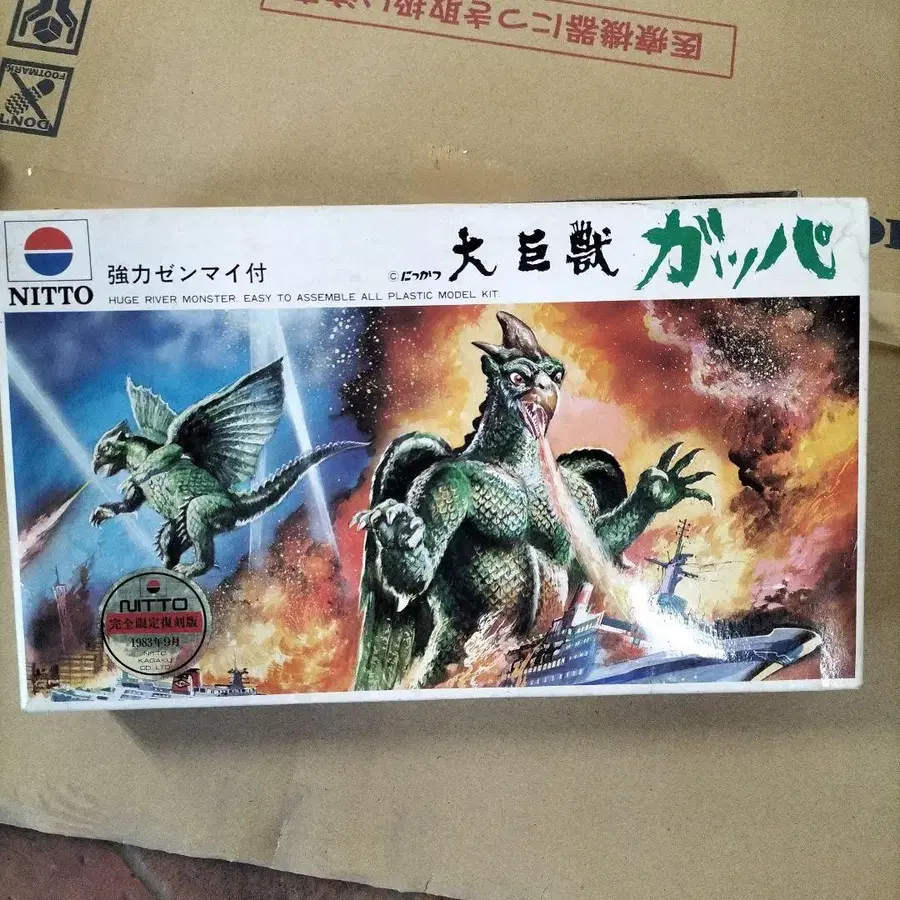 医療機器につき取扱い注意
FOOTMARK
DON'T
NITTO
強力ゼンマイ付
©にっかつ 大巨獣 ガッパ
HUGE RIVER MONSTER. EASY TO ASSEMBLE ALL PLASTIC MODEL KIT.
NITTO
完全限定復刻版
1983年9月
NITTO
KAGAKU
CO., LTD.